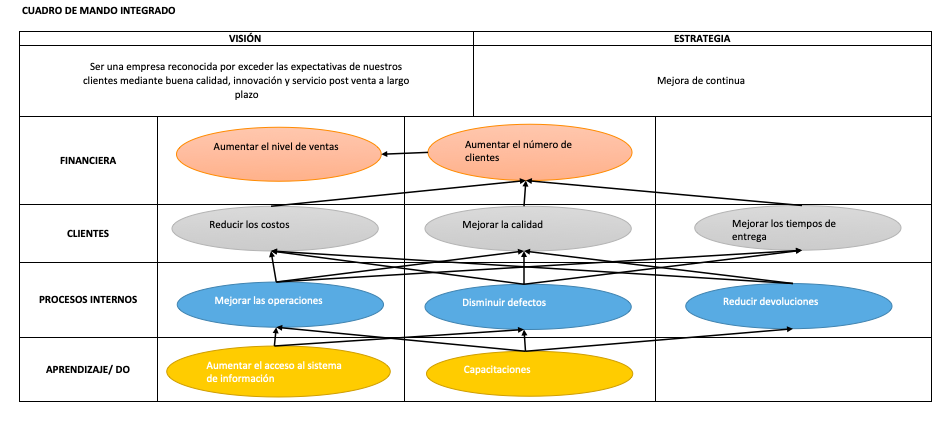 CUADRO DE MANDO INTEGRADO
VISIÓN
ESTRATEGIA
Ser una empresa reconocida por exceder las expectativas de nuestros
clientes mediante buena calidad, innovación y servicio post venta a largo
plazo
Mejora de continua
FINANCIERA
Aumentar el nivel de ventas
Aumentar el número de
clientes
CLIENTES
Reducir los costos
Mejorar la calidad
Mejorar los tiempos de
entrega
PROCESOS INTERNOS
Mejorar las operaciones
Disminuir defectos
Reducir devoluciones
APRENDIZAJE/ DO
Aumentar el acceso al sistema
de información
Capacitaciones